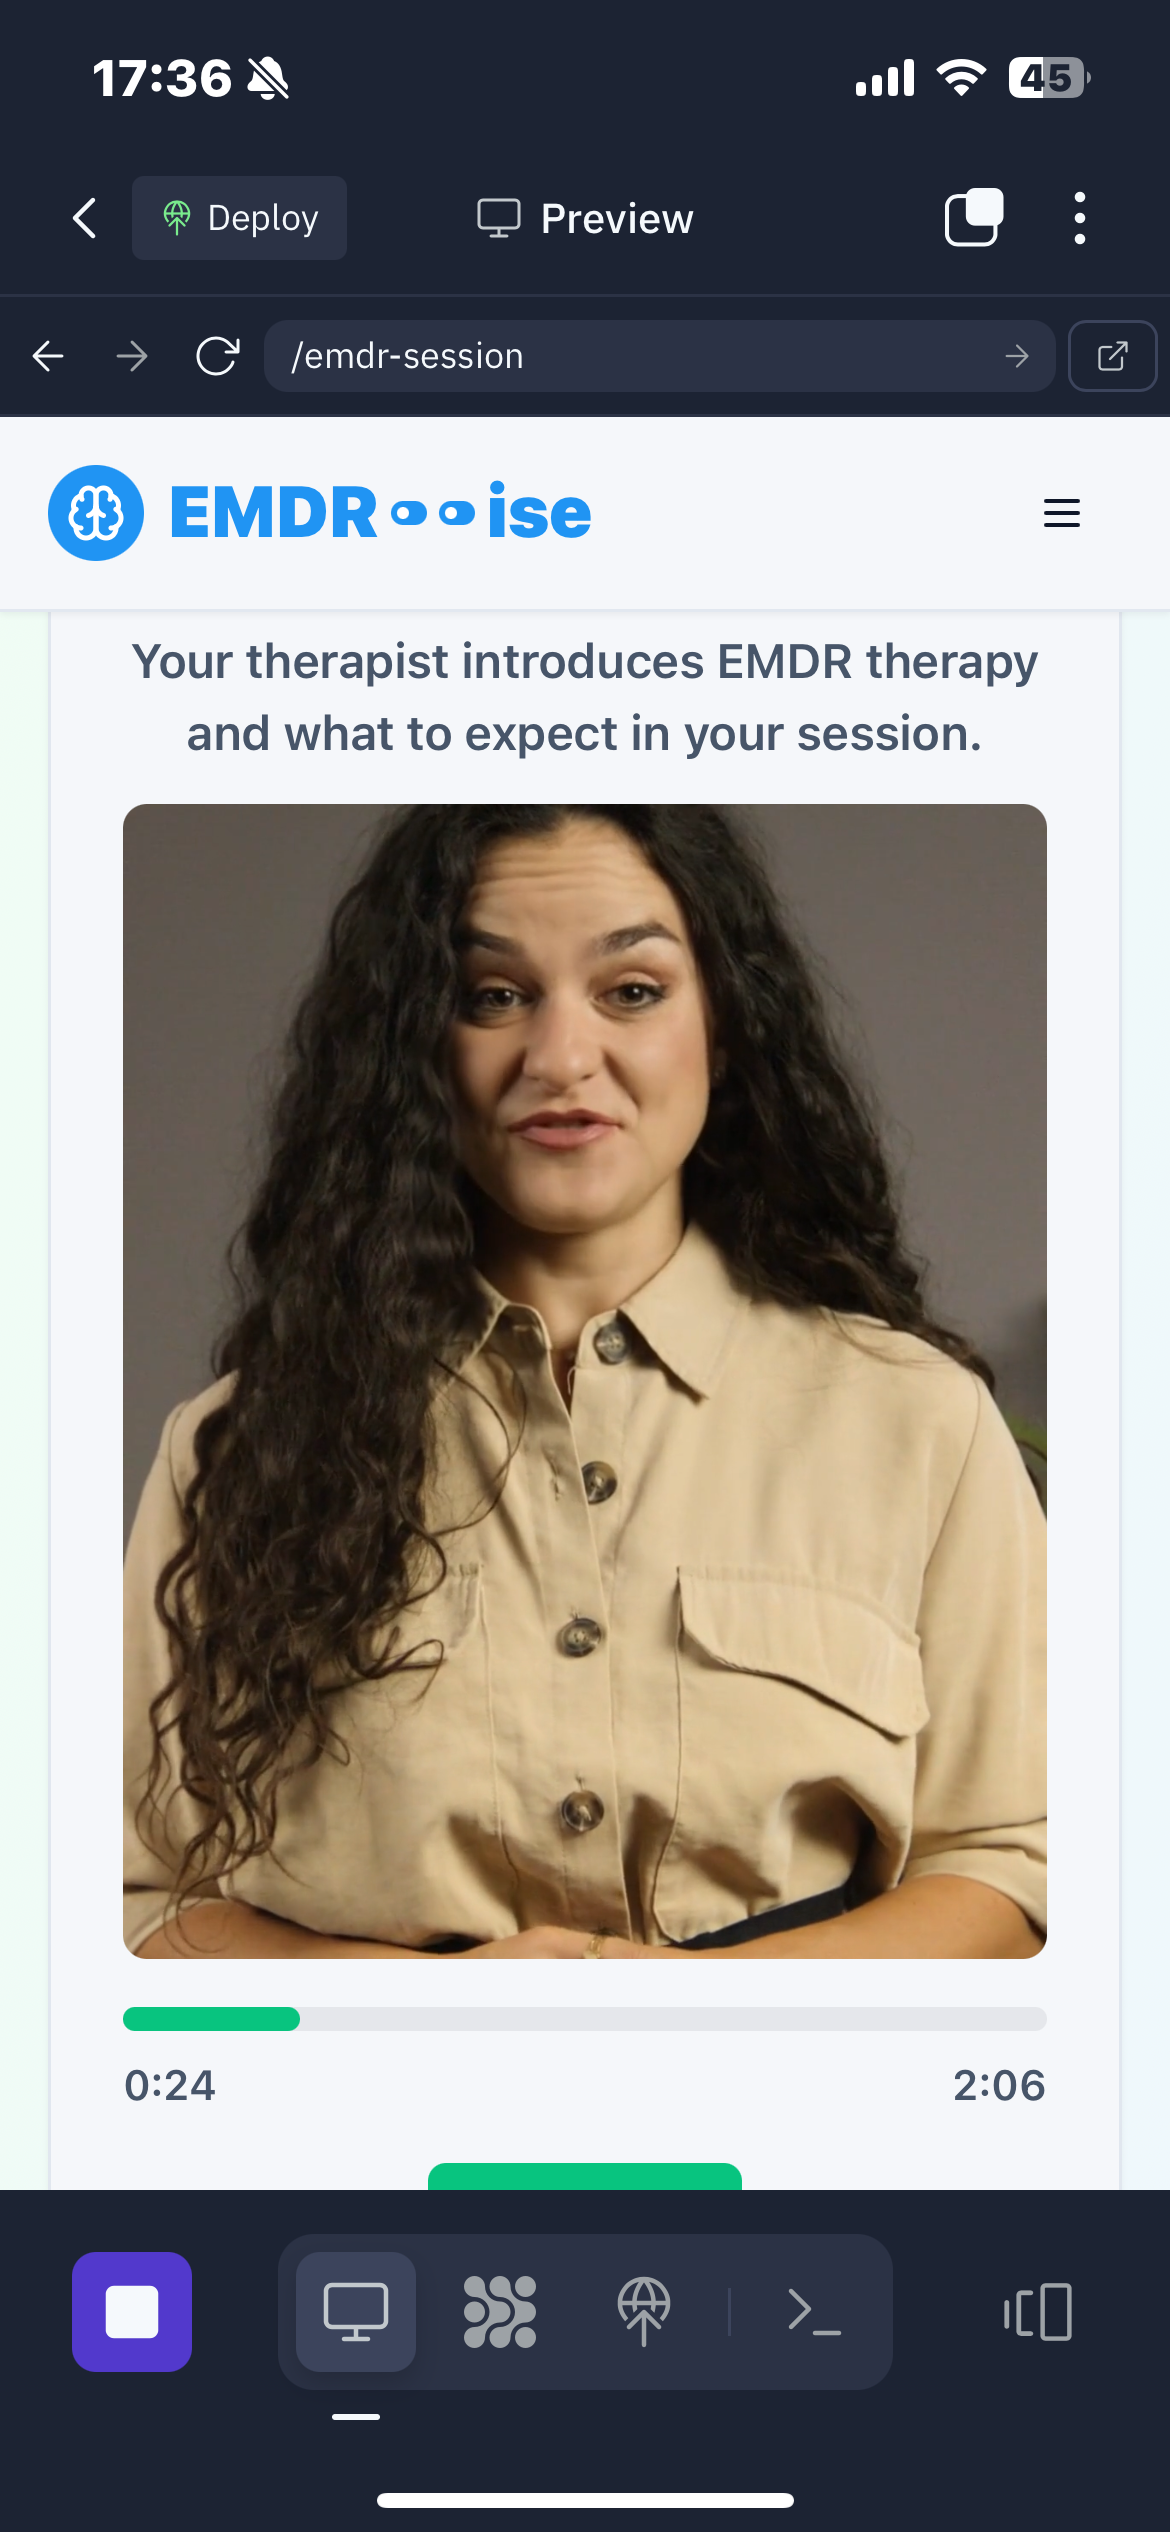 17:36
45
Deploy
Preview
/emdr-session
EMDR ise
Your therapist introduces EMDR therapy
and what to expect in your session.
0:24
2:06